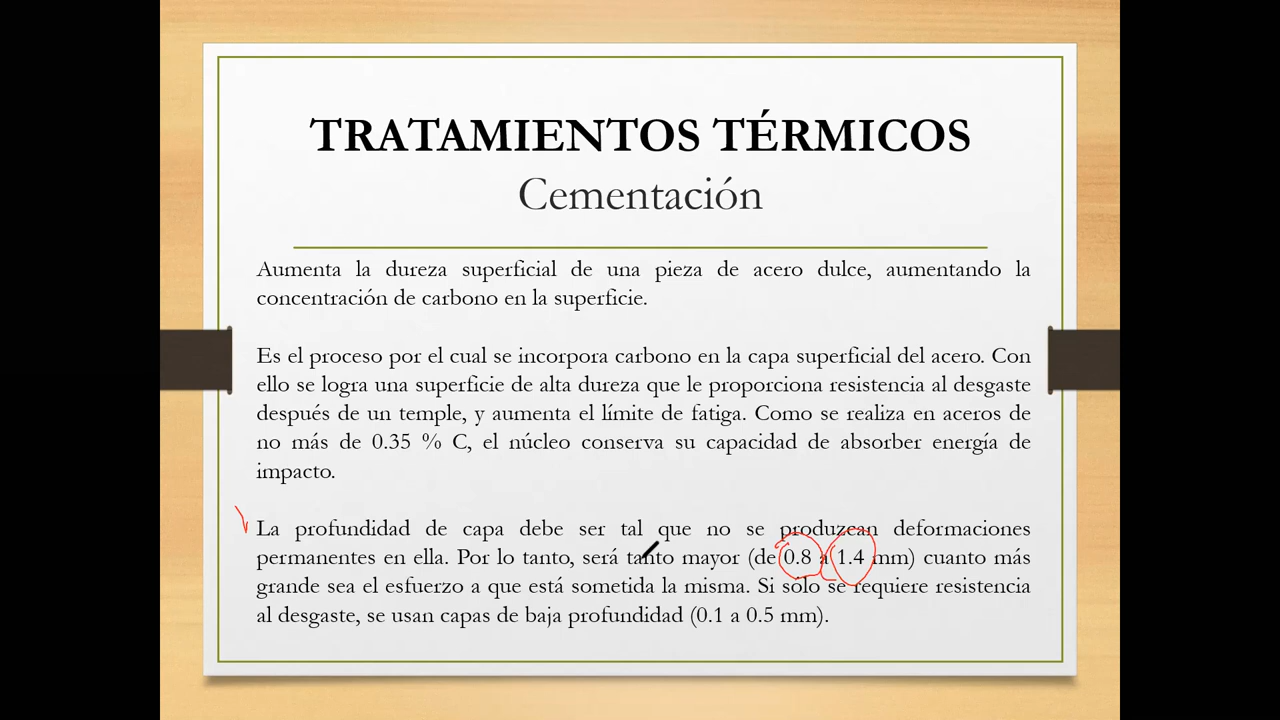 TRATAMIENTOS TÉRMICOS
Cementación
Aumenta la dureza superficial de una pieza de acero dulce, aumentando la
concentración de carbono en la superficie.
Es el proceso por el cual se incorpora carbono en la capa superficial del acero. Con
ello se logra una superficie de alta dureza que le proporciona resistencia al desgaste
después de un temple, y aumenta el límite de fatiga. Como se realiza en aceros de
no más de 0.35 % C, el núcleo conserva su capacidad de absorber energía de
impacto.
La profundidad de capa debe ser tal que no se produzcan deformaciones
permanentes en ella. Por lo tanto, será tanto mayor (de 0.8 a 1.4 mm) cuanto más
grande sea el esfuerzo a que está sometida la misma. Si sólo se requiere resistencia
al desgaste, se usan capas de baja profundidad (0.1 a 0.5 mm).